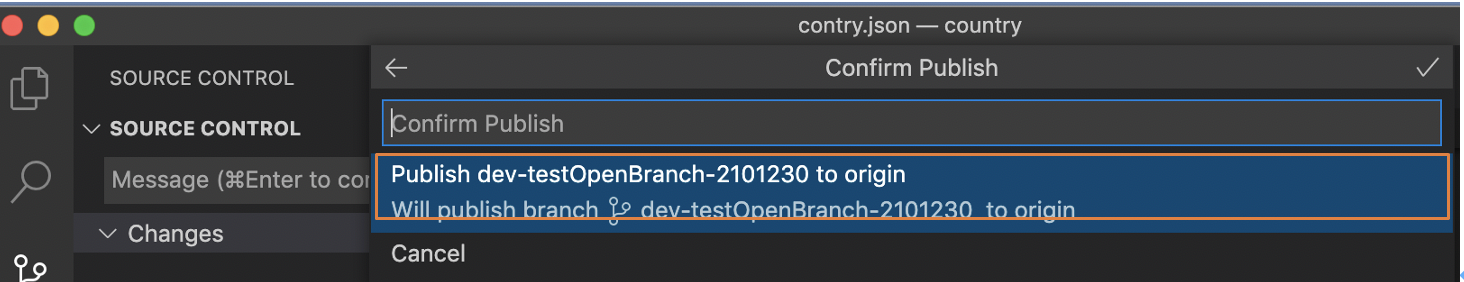 contry.json — country
SOURCE CONTROL
Confirm Publish
SOURCE CONTROL
Confirm Publish
Message (⌘Enter to co
Publish dev-testOpenBranch-2101230 to origin
Will publish branch dev-testOpenBranch-2101230 to origin
Changes
Cancel